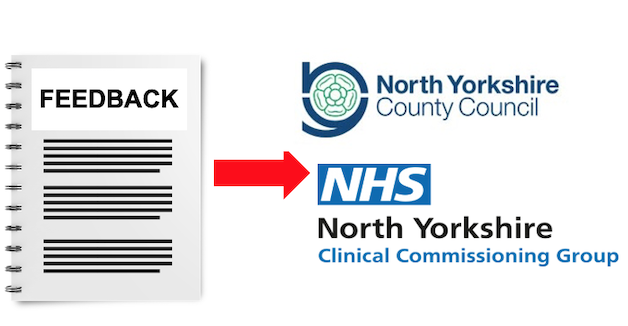 FEEDBACK
North Yorkshire
County Council
NHS
North Yorkshire
Clinical Commissioning Group